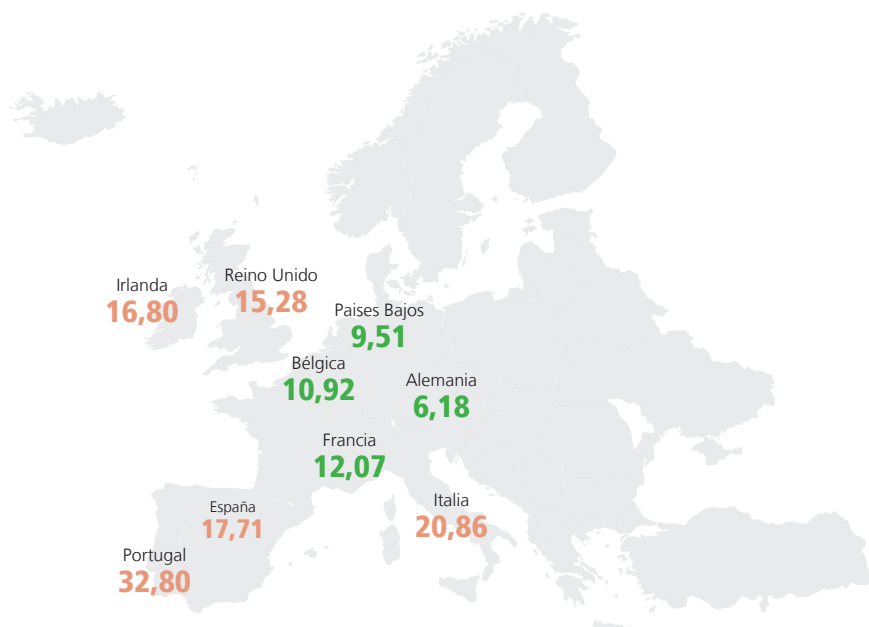 Reino Unido
15,28
Irlanda
16,80
Paises Bajos
9,51
Bélgica
10,92
Alemania
6,18
Francia
12,07
Italia
20,86
España
17,71
Portugal
32,80